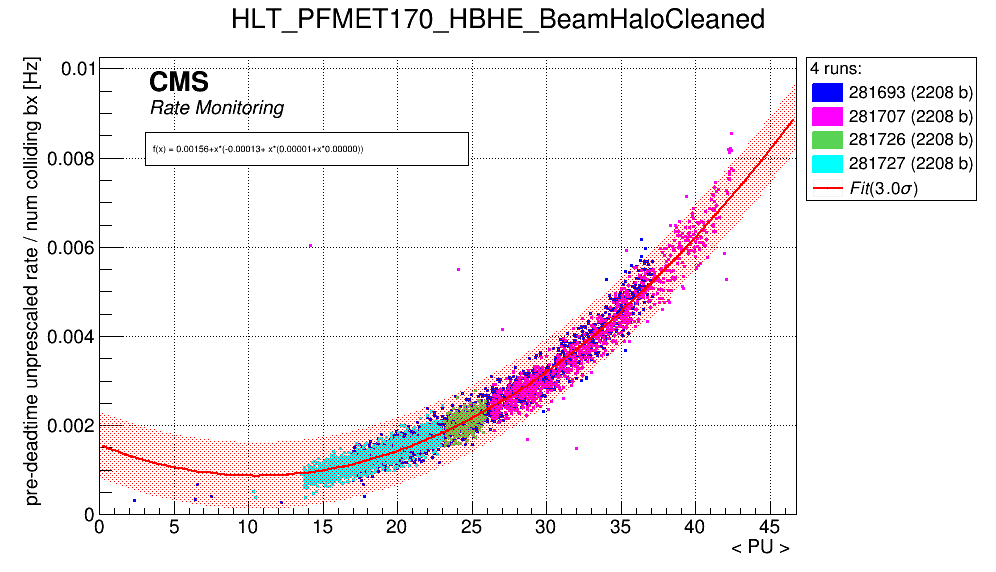 HLT_PFMET170_HBHE_BeamHaloCleaned
pre-deadtime unprescaled rate / num colliding bx [Hz]
0.01
0.008
0.006
0.004
0.002
0
CMS
Rate Monitoring
f(x) = 0.00156+x*(-0.00013+ x*(0.00001+x*0.00000))
4 runs:
281693 (2208 b)
281707 (2208 b)
281726 (2208 b)
281727 (2208 b)
Fit(3.0σ)
0 5 10 15 20 25 30 35 40 45
< PU >